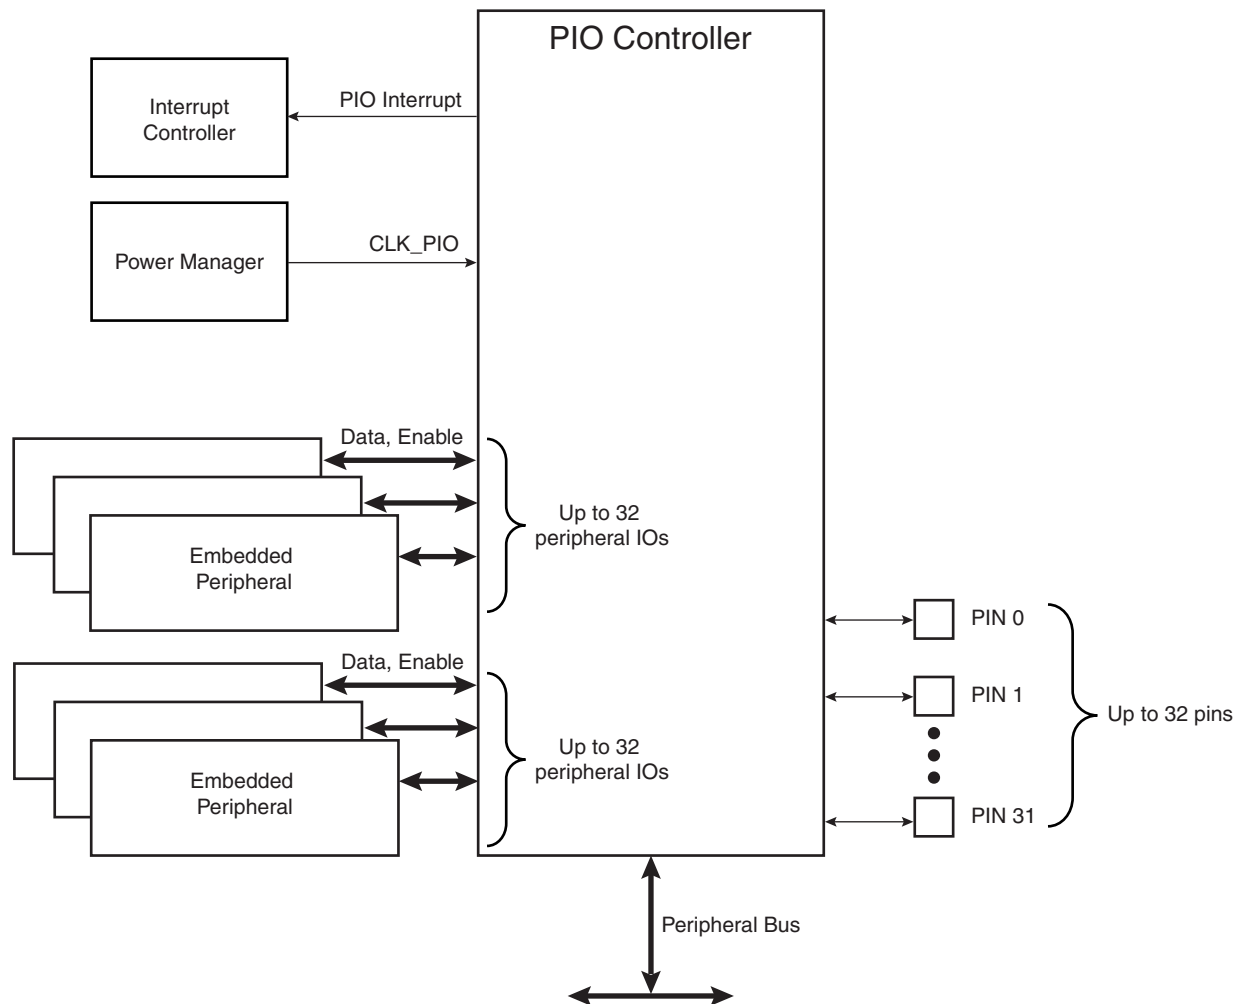 PIO Controller
Interrupt
Controller
PIO Interrupt
Power Manager
CLK_PIO
Data, Enable
Embedded
Peripheral
Up to 32
peripheral IOs
Data, Enable
Embedded
Peripheral
Up to 32
peripheral IOs
PIN 0
PIN 1
PIN 31
Up to 32 pins
Peripheral Bus